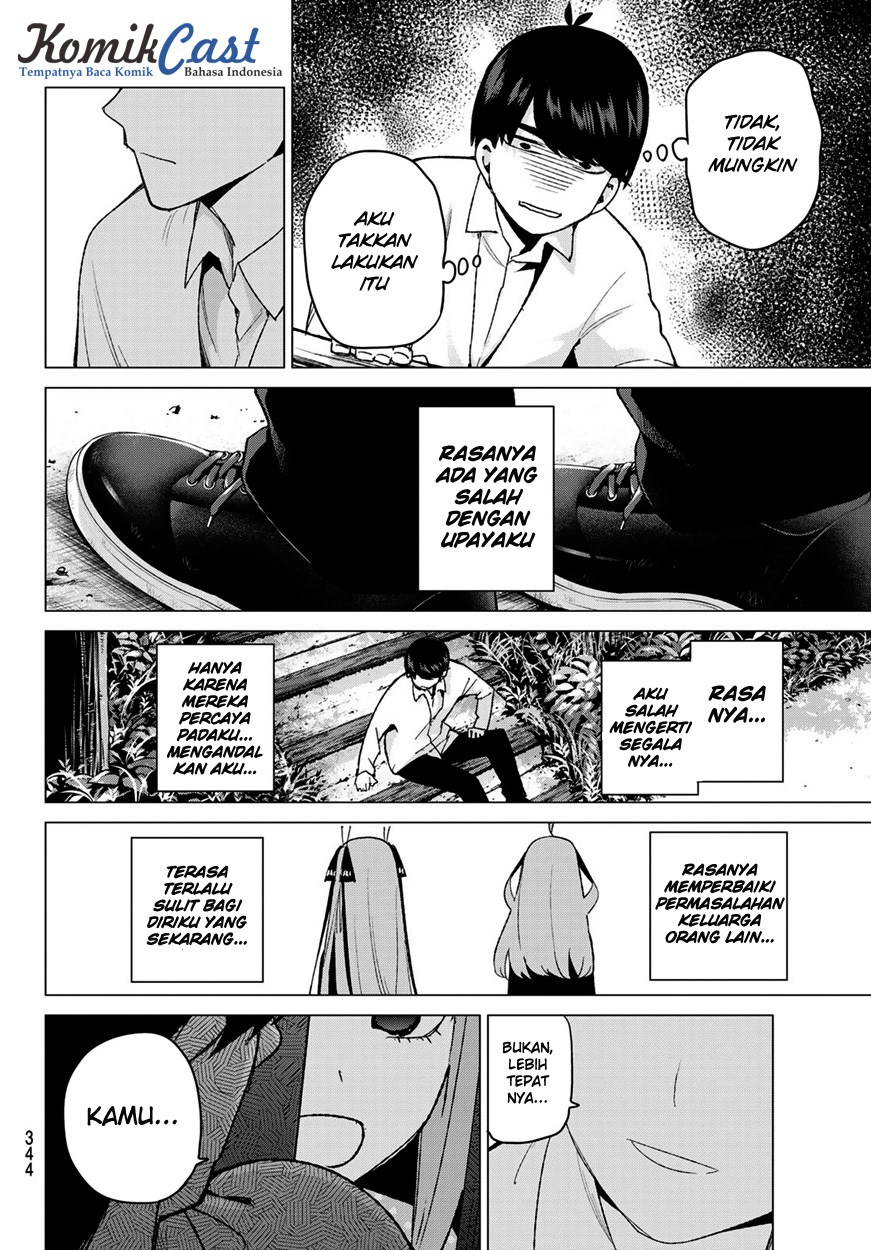 KomikCast
Tempatnya Baca Komik Bahasa Indonesia
TIDAK,
TIDAK
MUNGKIN
AKU
TAKKAN
LAKUKAN
ITU
RASANYA
ADA YANG
SALAH
DENGAN
UPAYAKU
RASA
NYA...
AKU
SALAH
MENGERTI
SEGALA
NYA...
HANYA
KARENA
MEREKA
PERCAYA
PADAKU...
MENGANDAL
KAN AKU...
RASANYA
MEMPERBAIKI
PERMASALAHAN
KELUARGA
ORANG LAIN...
TERASA
TERLALU
SULIT BAGI
DIRIKU YANG
SEKARANG...
BUKAN,
LEBIH
TEPAT
NYA...
KAMU...
344